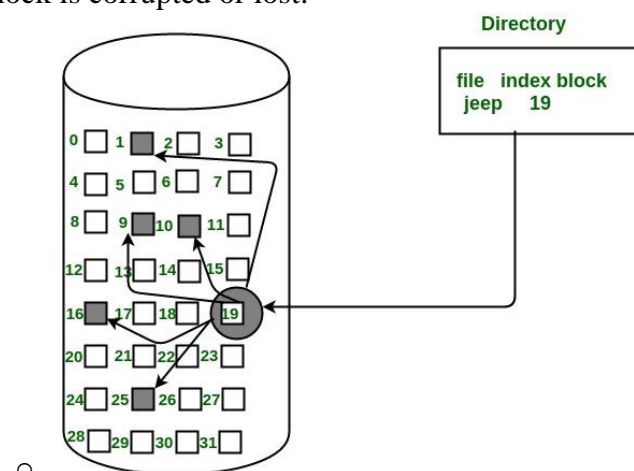 lock is corrupted or lost.
Directory
file index block
jeep 19
0 1 2 3
4 5 6 7
8 9 10 11
12 13 14 15
16 17 18 19
20 21 22 23
24 25 26 27
28 29 30 31